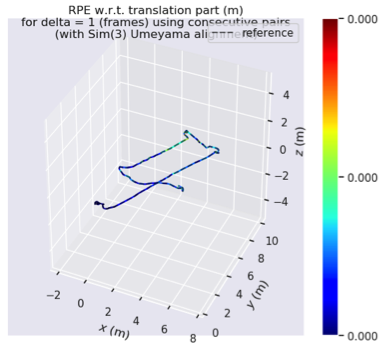 RPE w.r.t. translation part (m)
for delta = 1 (frames) using consecutive pairs
(with Sim(3) Umeyama alignment)
reference
0.000
0.000
0.000
4
2
0
−2
−4
z (m)
10
8
6
4
2
0
y (m)
−2
0
2
4
6
8
x (m)